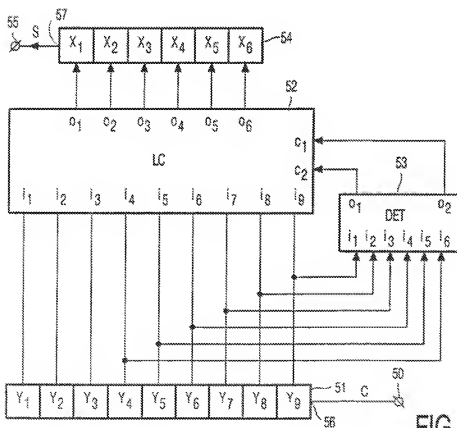 55 S 57 X₁ X₂ X₃ X₄ X₅ X₆ 54
52
o₁ o₂ o₃ o₄ o₅ o₆
c₁
LC
c₂
53
i₁ i₂ i₃ i₄ i₅ i₆ i₇ i₈ i₉
o₁ o₂
DET
i₁ i₂ i₃ i₄ i₅ i₆
Y₁ Y₂ Y₃ Y₄ Y₅ Y₆ Y₇ Y₈ Y₉
51
C
50
56
FIG